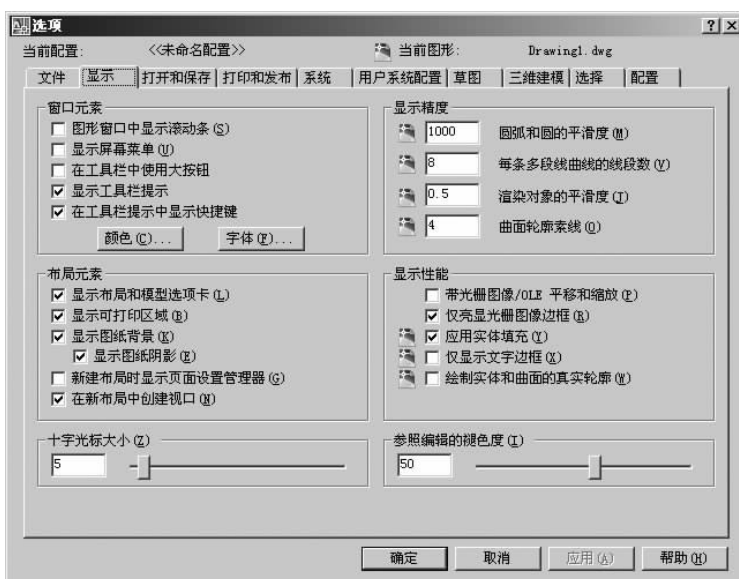 选项
当前配置: <<未命名配置>> 当前图形: Drawing1.dwg
文件 显示 打开和保存 打印和发布 系统 用户系统配置 草图 三维建模 选择 配置
窗口元素
图形窗口中显示滚动条(S)
显示屏幕菜单(U)
在工具栏中使用大按钮
显示工具栏提示
在工具栏提示中显示快捷键
颜色(C)... 字体(F)...
显示精度
1000 圆弧和圆的平滑度(M)
8 每条多段线曲线的线段数(V)
0.5 渲染对象的平滑度(T)
4 曲面轮廓素线(O)
布局元素
显示布局和模型选项卡(L)
显示可打印区域(B)
显示图纸背景(K)
显示图纸阴影(E)
新建布局时显示页面设置管理器(G)
在新布局中创建视口(N)
显示性能
带光栅图像/OLE 平移和缩放(P)
仅亮显光栅图像边框(R)
应用实体填充(Y)
仅显示文字边框(X)
绘制实体和曲面的真实轮廓(W)
十字光标大小(Z)
5
参照编辑的褪色度(I)
50
确定 取消 应用(A) 帮助(H)